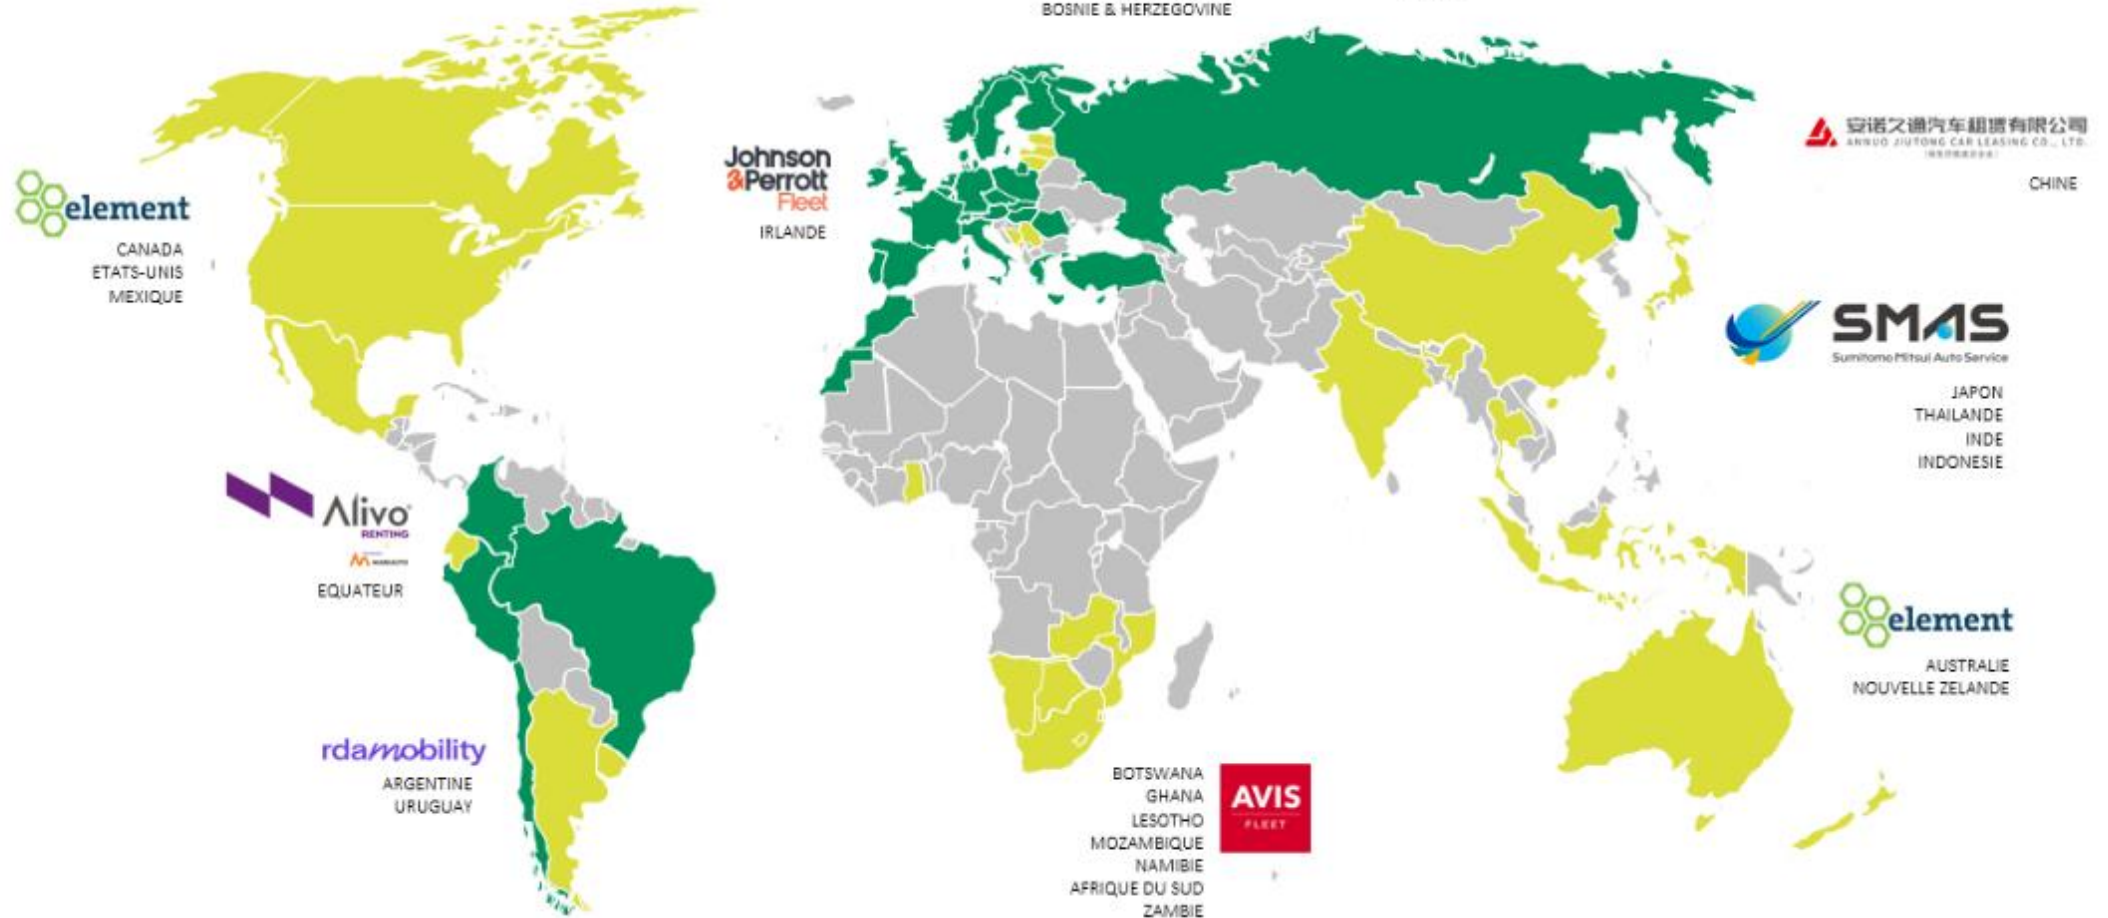 BOSNIE & HERZEGOVINE
element
CANADA
ETATS-UNIS
MEXIQUE
Johnson
&Perrott
Fleet
IRLANDE
安诺久通汽车租赁有限公司
ANNUO JIUTONG CAR LEASING CO., LTD.
CHINE
SMAS
Sumitomo Mitsui Auto Service
JAPON
THAILANDE
INDE
INDONESIE
Alivo
RENTING
EQUATEUR
element
AUSTRALIE
NOUVELLE ZELANDE
rdamobility
ARGENTINE
URUGUAY
AVIS
FLEET
BOTSWANA
GHANA
LESOTHO
MOZAMBIQUE
NAMIBIE
AFRIQUE DU SUD
ZAMBIE